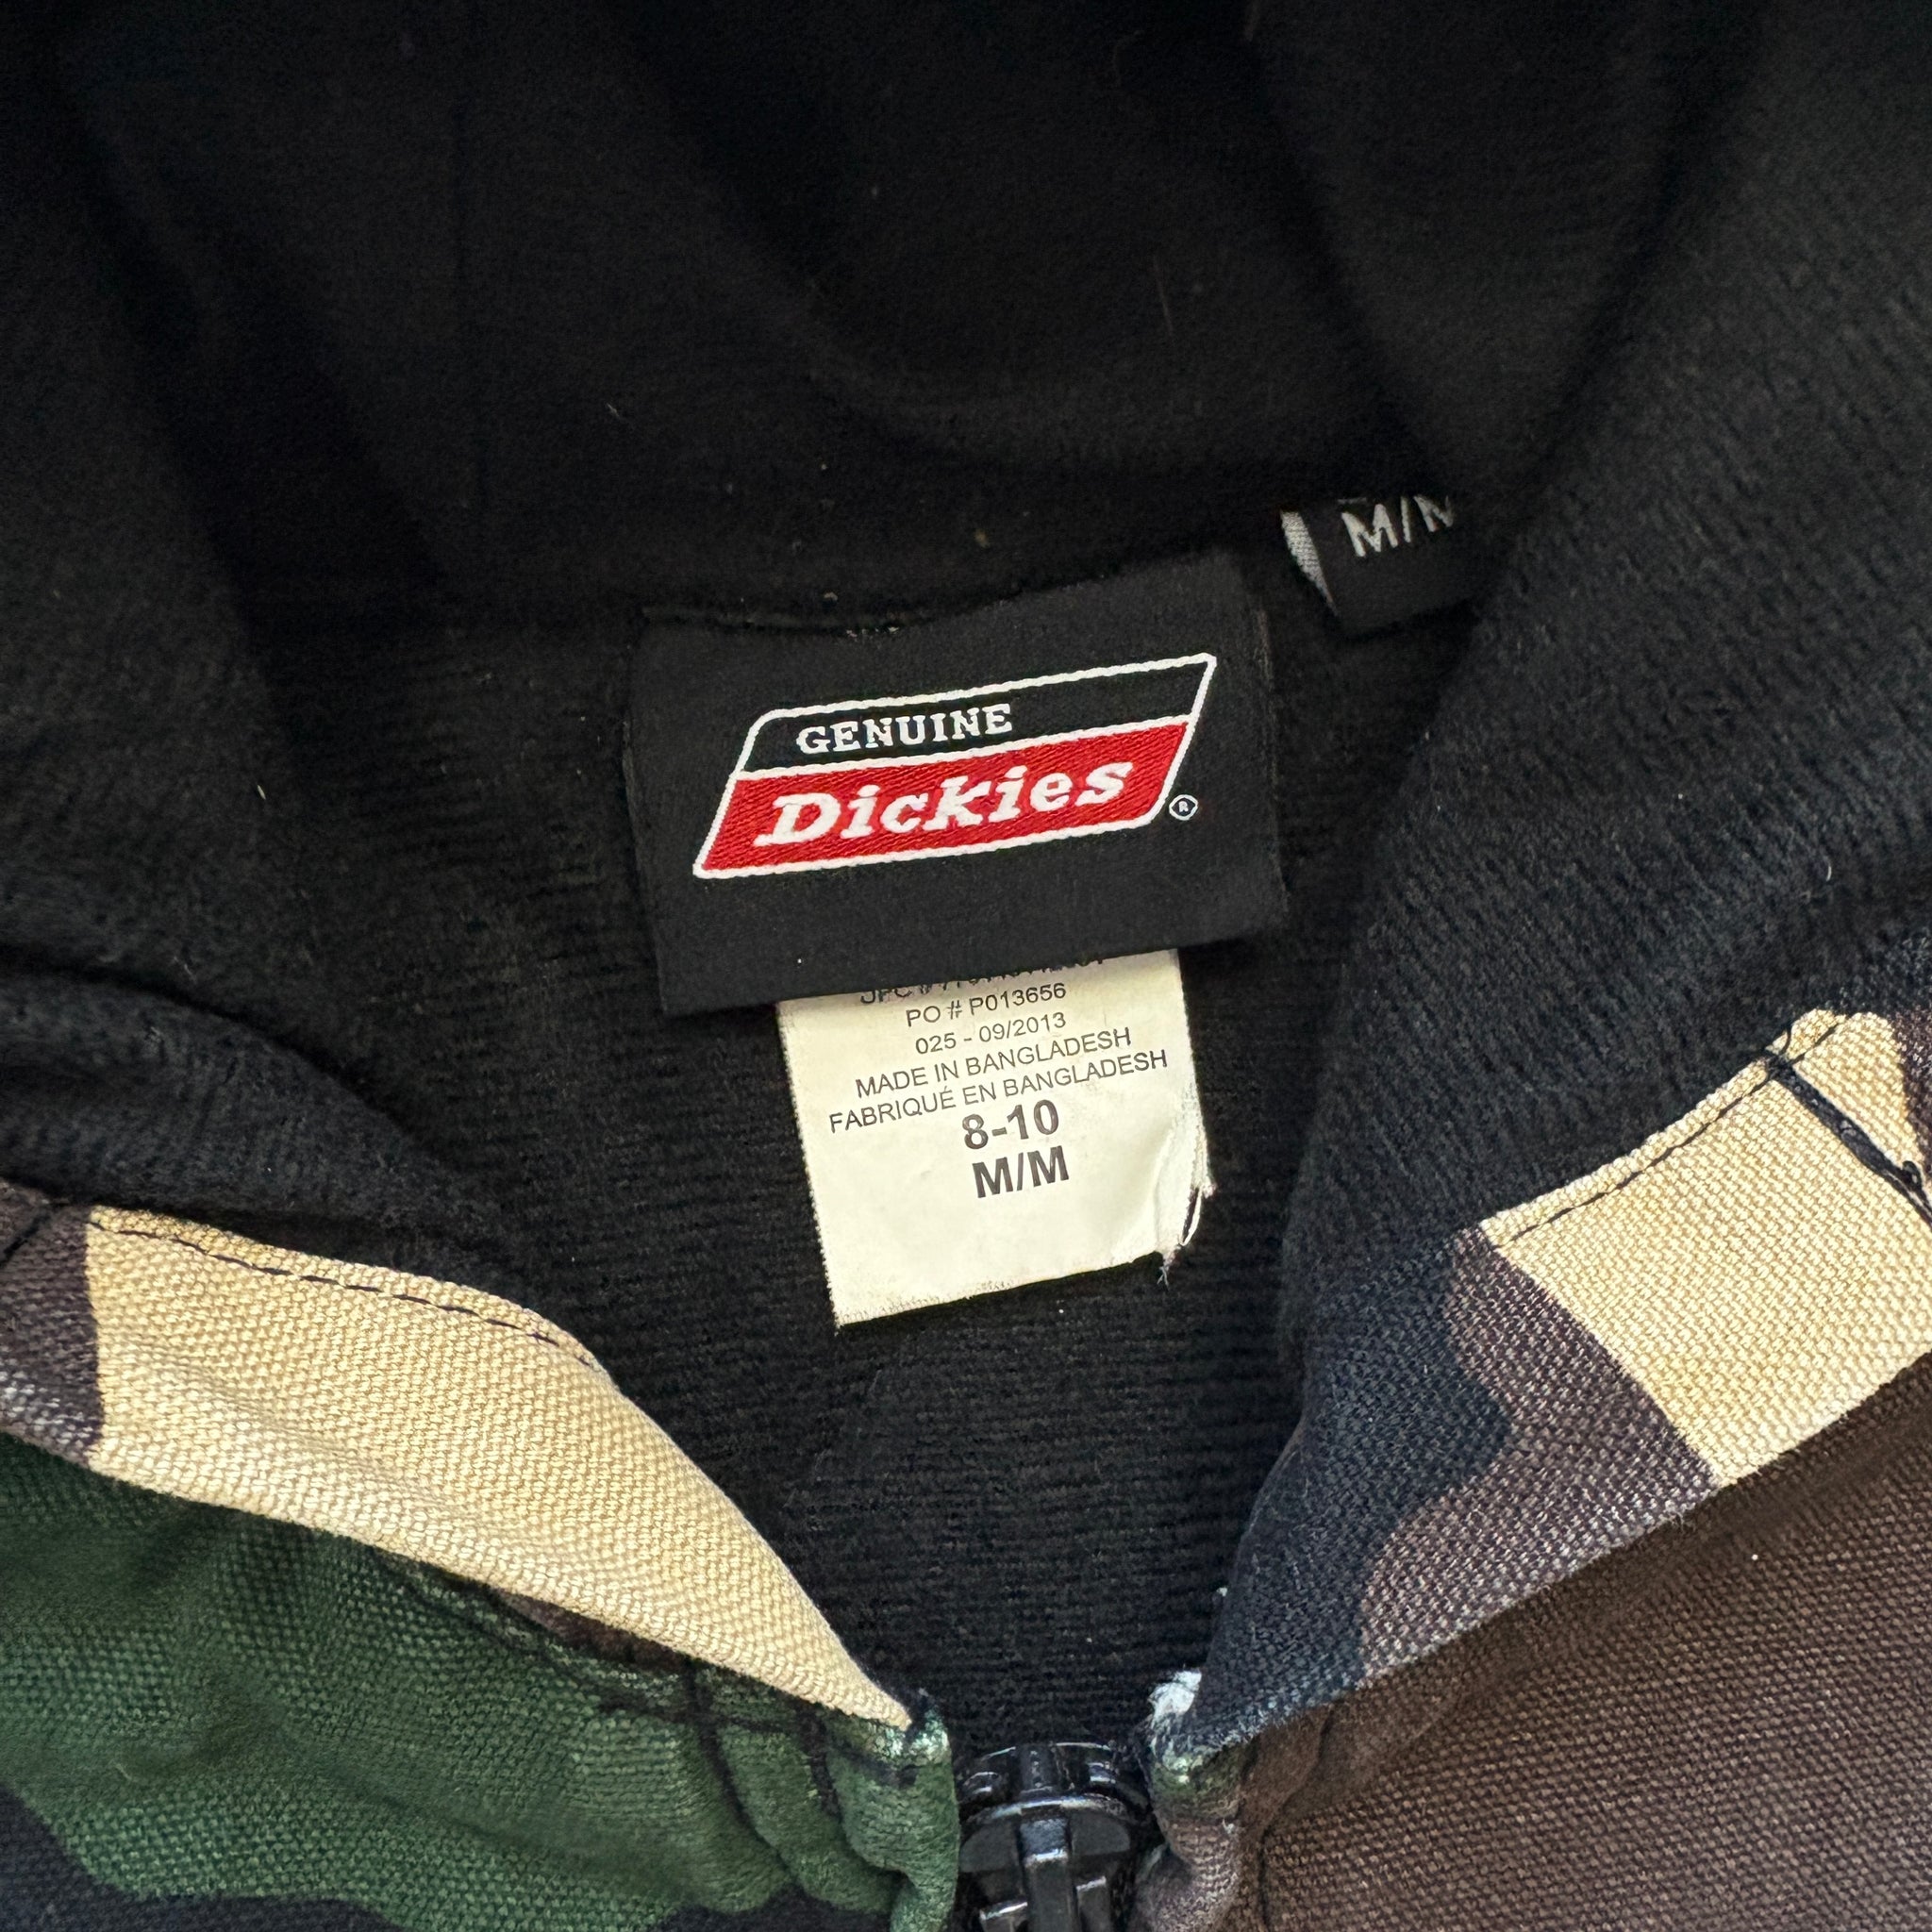 M/M
GENUINE
Dickies®
PO # P013656
025 - 09/2013
MADE IN BANGLADESH
FABRIQUÉ EN BANGLADESH
8-10
M/M